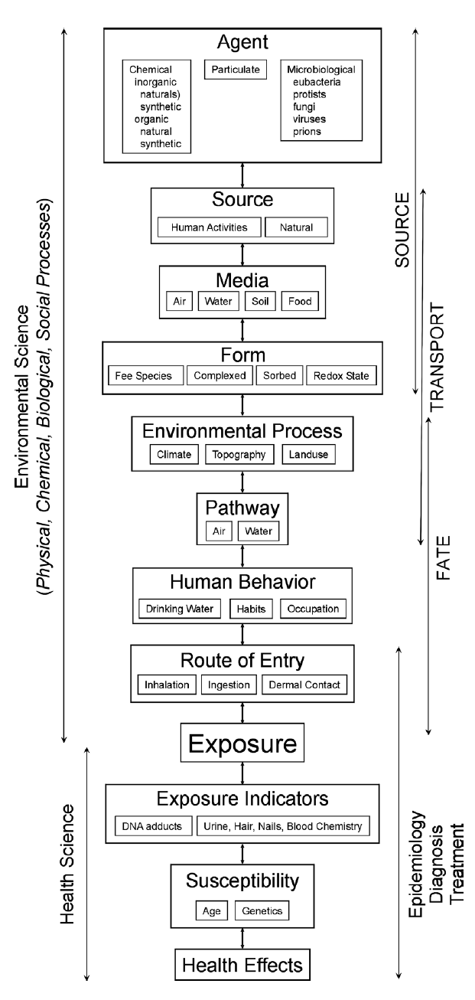 Agent
Chemical
inorganic
naturals)
synthetic
organic
natural
synthetic
Particulate
Microbiological
eubacteria
protists
fungi
viruses
prions
Source
Human Activities
Natural
Media
Air
Water
Soil
Food
Form
Fee Species
Complexed
Sorbed
Redox State
Environmental Process
Climate
Topography
Landuse
Pathway
Air
Water
Human Behavior
Drinking Water
Habits
Occupation
Route of Entry
Inhalation
Ingestion
Dermal Contact
Exposure
Exposure Indicators
DNA adducts
Urine, Hair, Nails, Blood Chemistry
Susceptibility
Age
Genetics
Health Effects
Environmental Science
(Physical, Chemical, Biological, Social Processes)
Health Science
SOURCE
TRANSPORT
FATE
Epidemiology
Diagnosis
Treatment